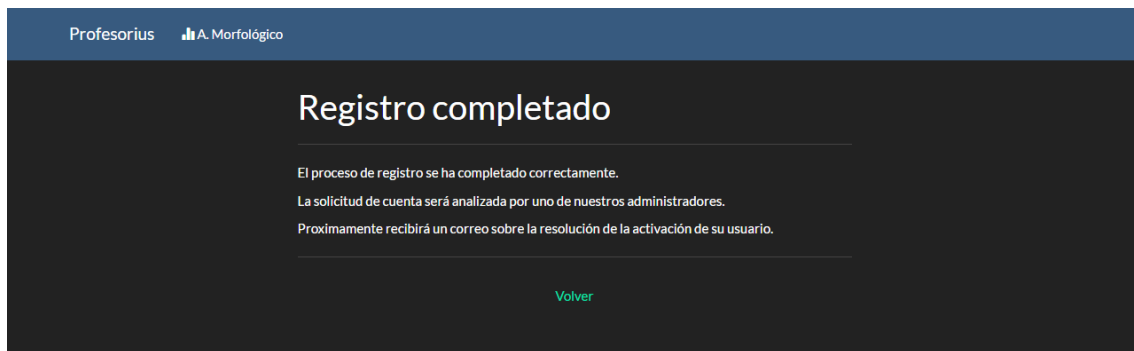 Profesorius A. Morfológico
Registro completado
El proceso de registro se ha completado correctamente.
La solicitud de cuenta será analizada por uno de nuestros administradores.
Proximamente recibirá un correo sobre la resolución de la activación de su usuario.
Volver